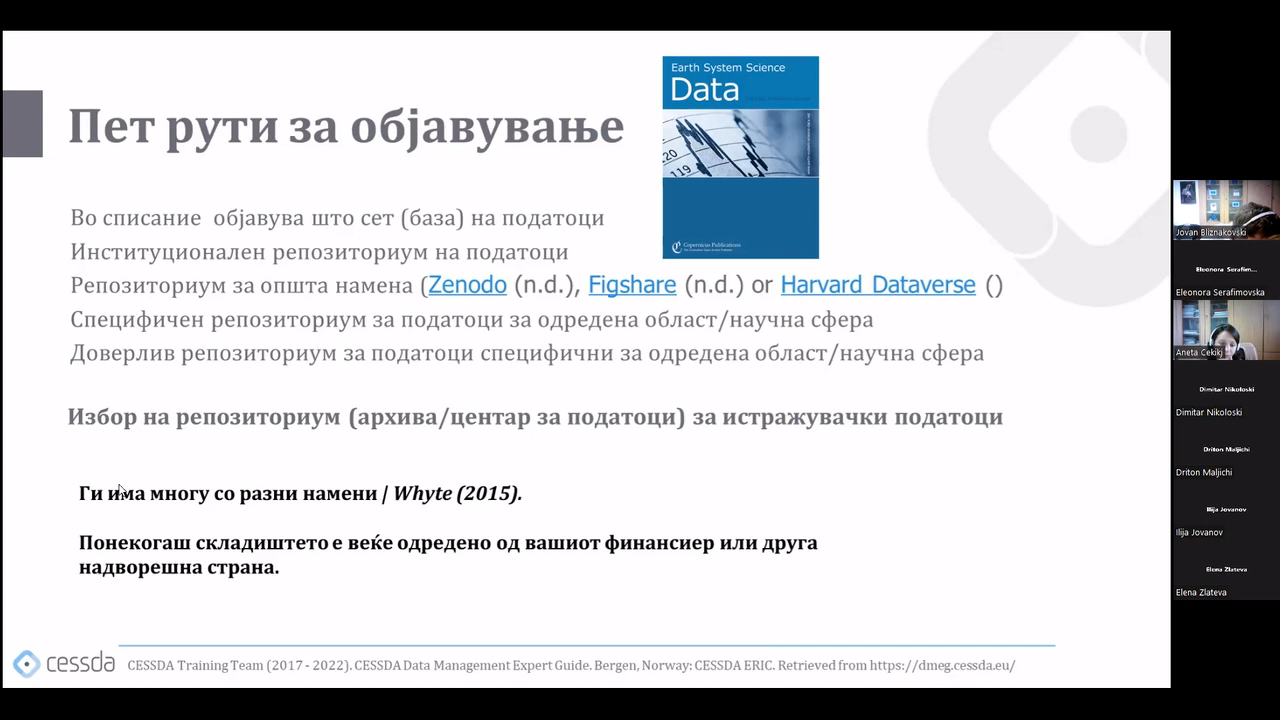 Earth System Science
Data
Пет рути за објавување
Copernicus Publications
Во списание објавува што сет (база) на податоци
Институционален репозиториум на податоци
Репозиториум за општа намена (Zenodo (n.d.), Figshare (n.d.) or Harvard Dataverse ()
Специфичен репозиториум за податоци за одредена област/научна сфера
Доверлив репозиториум за податоци специфични за одредена област/научна сфера
Избор на репозиториум (архива/центар за податоци) за истражувачки податоци
Ги има многу со разни намени | Whyte (2015).
Понекогаш складиштето е веќе одредено од вашиот финансиер или друга
надворешна страна.
cessda
CESSDA Training Team (2017 - 2022). CESSDA Data Management Expert Guide. Bergen, Norway: CESSDA ERIC. Retrieved from https://dmeg.cessda.eu/
Jovan Bliznakovski
Eleonora Serafim...
Eleonora Serafimovska
Aneta Cekikj
Dimitar Nikoloski
Dimitar Nikoloski
Driton Maljichi
Driton Maljichi
Ilija Jovanov
Ilija Jovanov
Elena Zlateva
Elena Zlateva